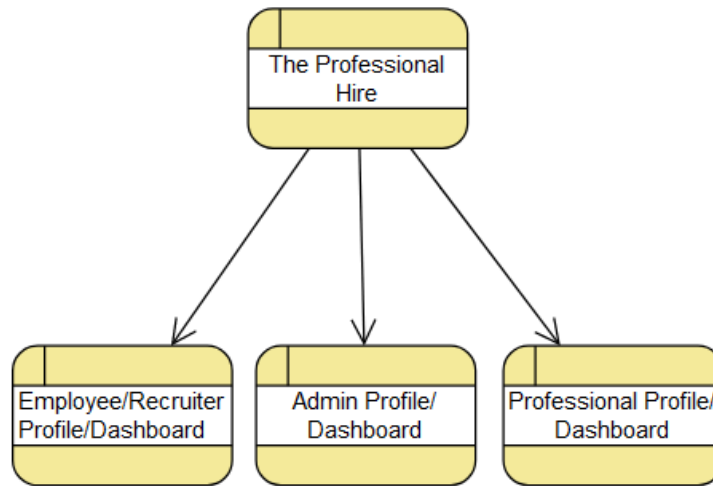 The Professional
Hire
Employee/Recruiter
Profile/Dashboard
Admin Profile/
Dashboard
Professional Profile/
Dashboard